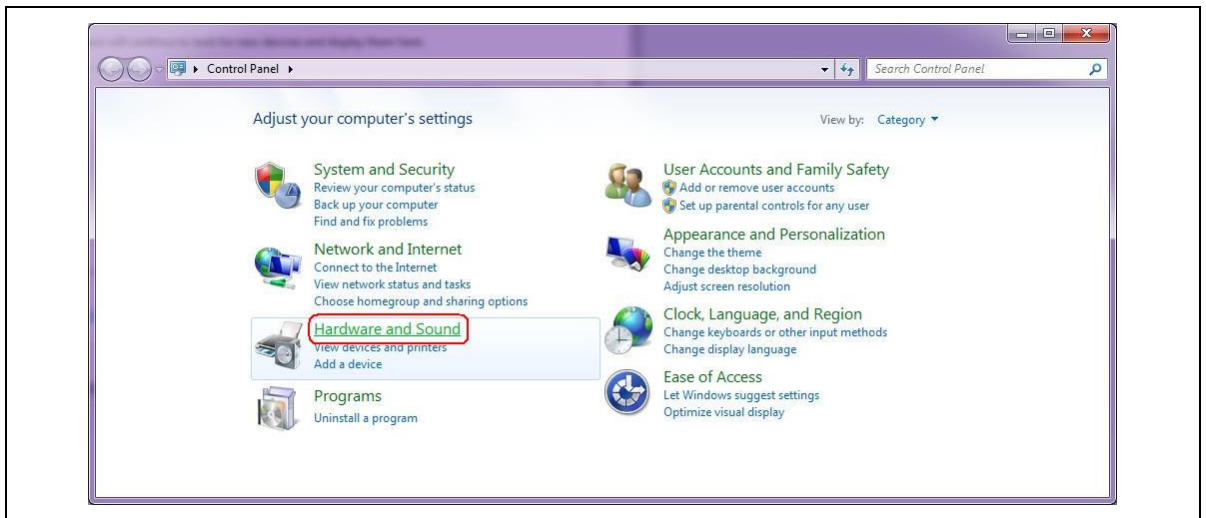 Control Panel
Search Control Panel
Adjust your computer's settings
View by: Category
System and Security
Review your computer's status
Back up your computer
Find and fix problems
Network and Internet
Connect to the Internet
View network status and tasks
Choose homegroup and sharing options
Hardware and Sound
View devices and printers
Add a device
Programs
Uninstall a program
User Accounts and Family Safety
Add or remove user accounts
Set up parental controls for any user
Appearance and Personalization
Change the theme
Change desktop background
Adjust screen resolution
Clock, Language, and Region
Change keyboards or other input methods
Change display language
Ease of Access
Let Windows suggest settings
Optimize visual display